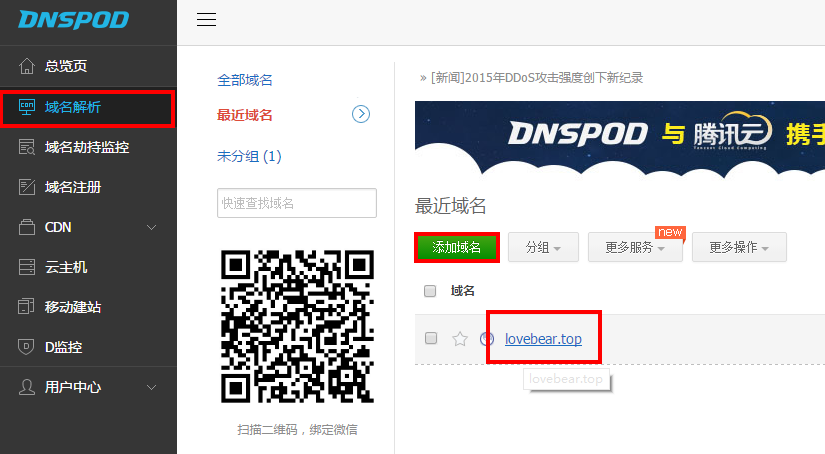 DNSPOD
总览页
域名解析
域名劫持监控
域名注册
CDN
云主机
移动建站
D监控
用户中心
全部域名
最近域名
未分组 (1)
快速查找域名
扫描二维码，绑定微信
» [新闻]2015年DDoS攻击强度创下新纪录
DNSPOD 与 腾讯云 携手
Tencent Cloud Computing
最近域名
添加域名
分组
更多服务
new
更多操作
域名
lovebear.top
lovebear.top